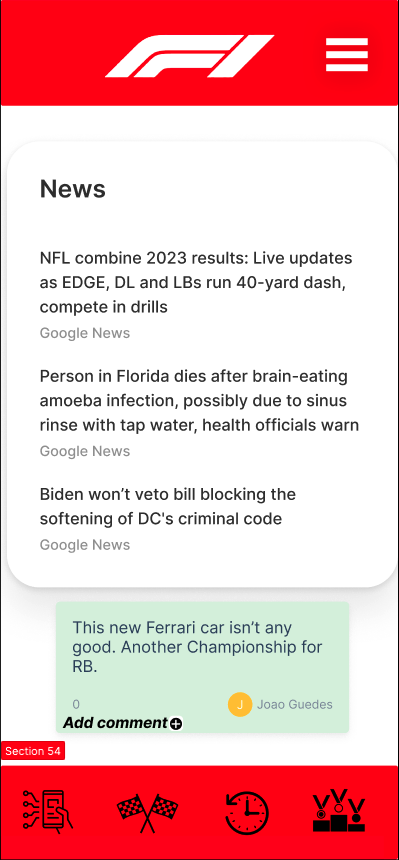 News
NFL combine 2023 results: Live updates
as EDGE, DL and LBs run 40-yard dash,
compete in drills
Google News
Person in Florida dies after brain-eating
amoeba infection, possibly due to sinus
rinse with tap water, health officials warn
Google News
Biden won’t veto bill blocking the
softening of DC's criminal code
Google News
This new Ferrari car isn’t any
good. Another Championship for
RB.
0
J Joao Guedes
Add comment
Section 54